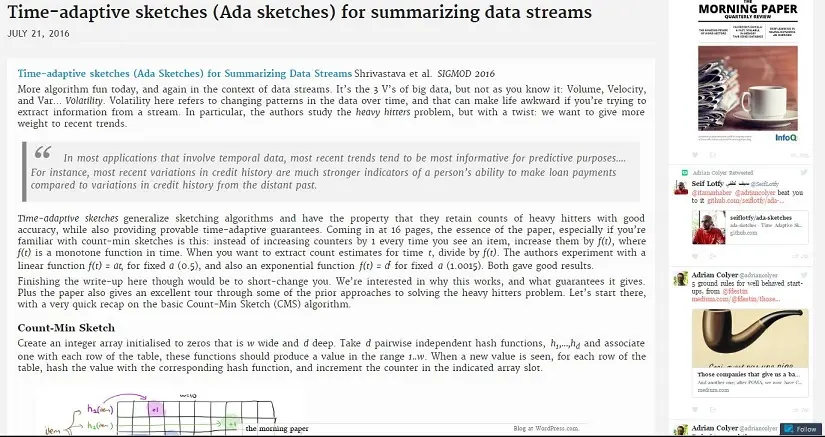 Time-adaptive sketches (Ada sketches) for summarizing data streams
JULY 21, 2016
Time-adaptive sketches (Ada Sketches) for Summarizing Data Streams Shrivastava et al. SIGMOD 2016
More algorithm fun today, and again in the context of data streams. It's the 3 V's of big data, but not as you know it: Volume, Velocity,
and Var... Volatility. Volatility here refers to changing patterns in the data over time, and that can make life awkward if you're trying to
extract information from a stream. In particular, the authors study the heavy hitters problem, but with a twist: we want to give more
weight to recent trends.
“ In most applications that involve temporal data, most recent trends tend to be most informative for predictive purposes....
For instance, most recent variations in credit history are much stronger indicators of a person's ability to make loan payments
compared to variations in credit history from the distant past.
Time-adaptive sketches generalize sketching algorithms and have the property that they retain counts of heavy hitters with good
accuracy, while also providing provable time-adaptive guarantees. Coming in at 16 pages, the essence of the paper, especially if you're
familiar with count-min sketches is this: instead of increasing counters by 1 every time you see an item, increase them by f(t), where
f(t) is a monotone function in time. When you want to extract count estimates for time t, divide by f(t). The authors experiment with a
linear function f(t) = at, for fixed a (0.5), and also an exponential function f(t) = a for fixed a (1.0015). Both gave good results.
Finishing the write-up here though would be to short-change you. We're interested in why this works, and what guarantees it gives.
Plus the paper also gives an excellent tour through some of the prior approaches to solving the heavy hitters problem. Let's start there,
with a very quick recap on the basic Count-Min Sketch (CMS) algorithm.
Count-Min Sketch
Create an integer array initialised to zeros that is w wide and d deep. Take d pairwise independent hash functions, h1,...,hd and associate
one with each row of the table, these functions should produce a value in the range 1..w. When a new value is seen, for each row of the
table, hash the value with the corresponding hash function, and increment the counter in the indicated array slot.
h1(item)
+1
h2(item)
+1
item
the morning paper
Blog at WordPress.com.
THE
MORNING PAPER
QUARTERLY REVIEW
InfoQ
Adrian Colyer Retweeted
Seif Lotfy سيف لطفي @SeifLotfy
@itamarhaber @adriancolyer beat you
to it github.com/seiflotfy/ada-...
seiflotfy/ada-sketches
ada-sketches - Time Adaptive Sk...
github.com
Adrian Colyer @adriancolyer
5 ground rules for well behaved start-
ups, from @fdestin
medium.com/@fdestin/those...
Those companies that give us a ba...
And another one; after POMA, we now have C...
medium.com
Adrian Colyer @adriancolyer
Follow